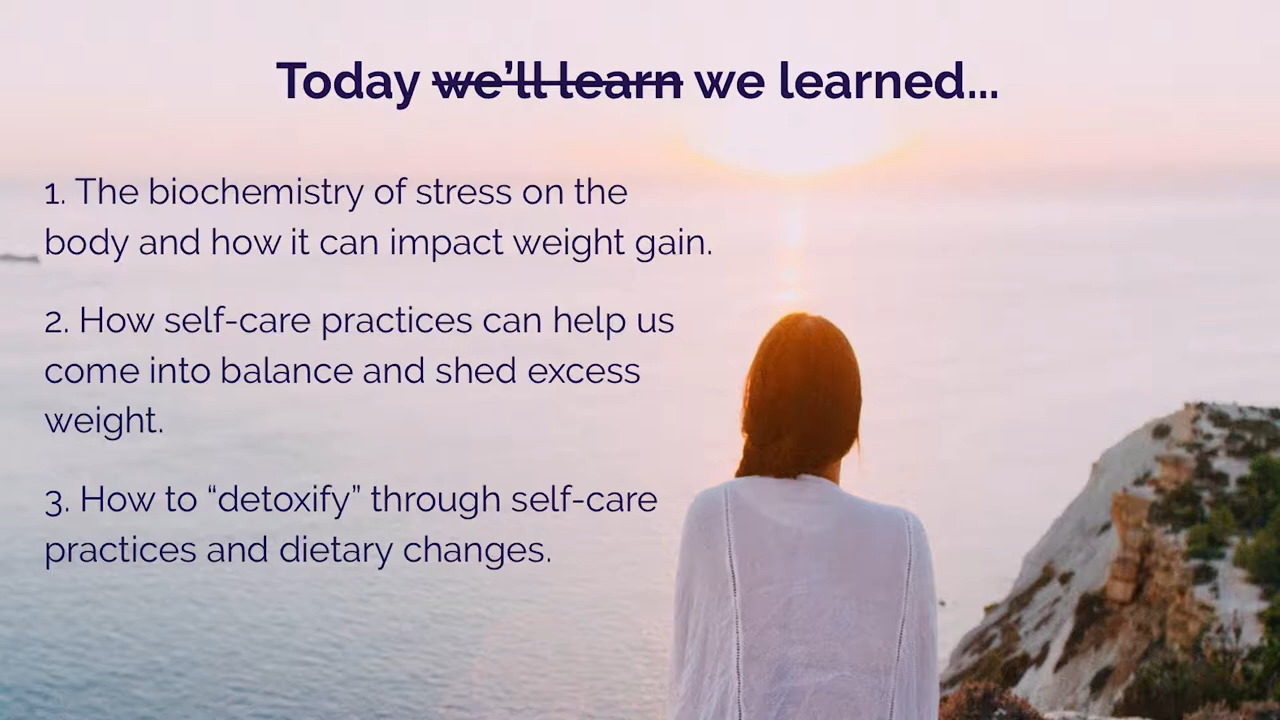 Today we’ll learn we learned...
1. The biochemistry of stress on the
body and how it can impact weight gain.
2. How self-care practices can help us
come into balance and shed excess
weight.
3. How to “detoxify” through self-care
practices and dietary changes.